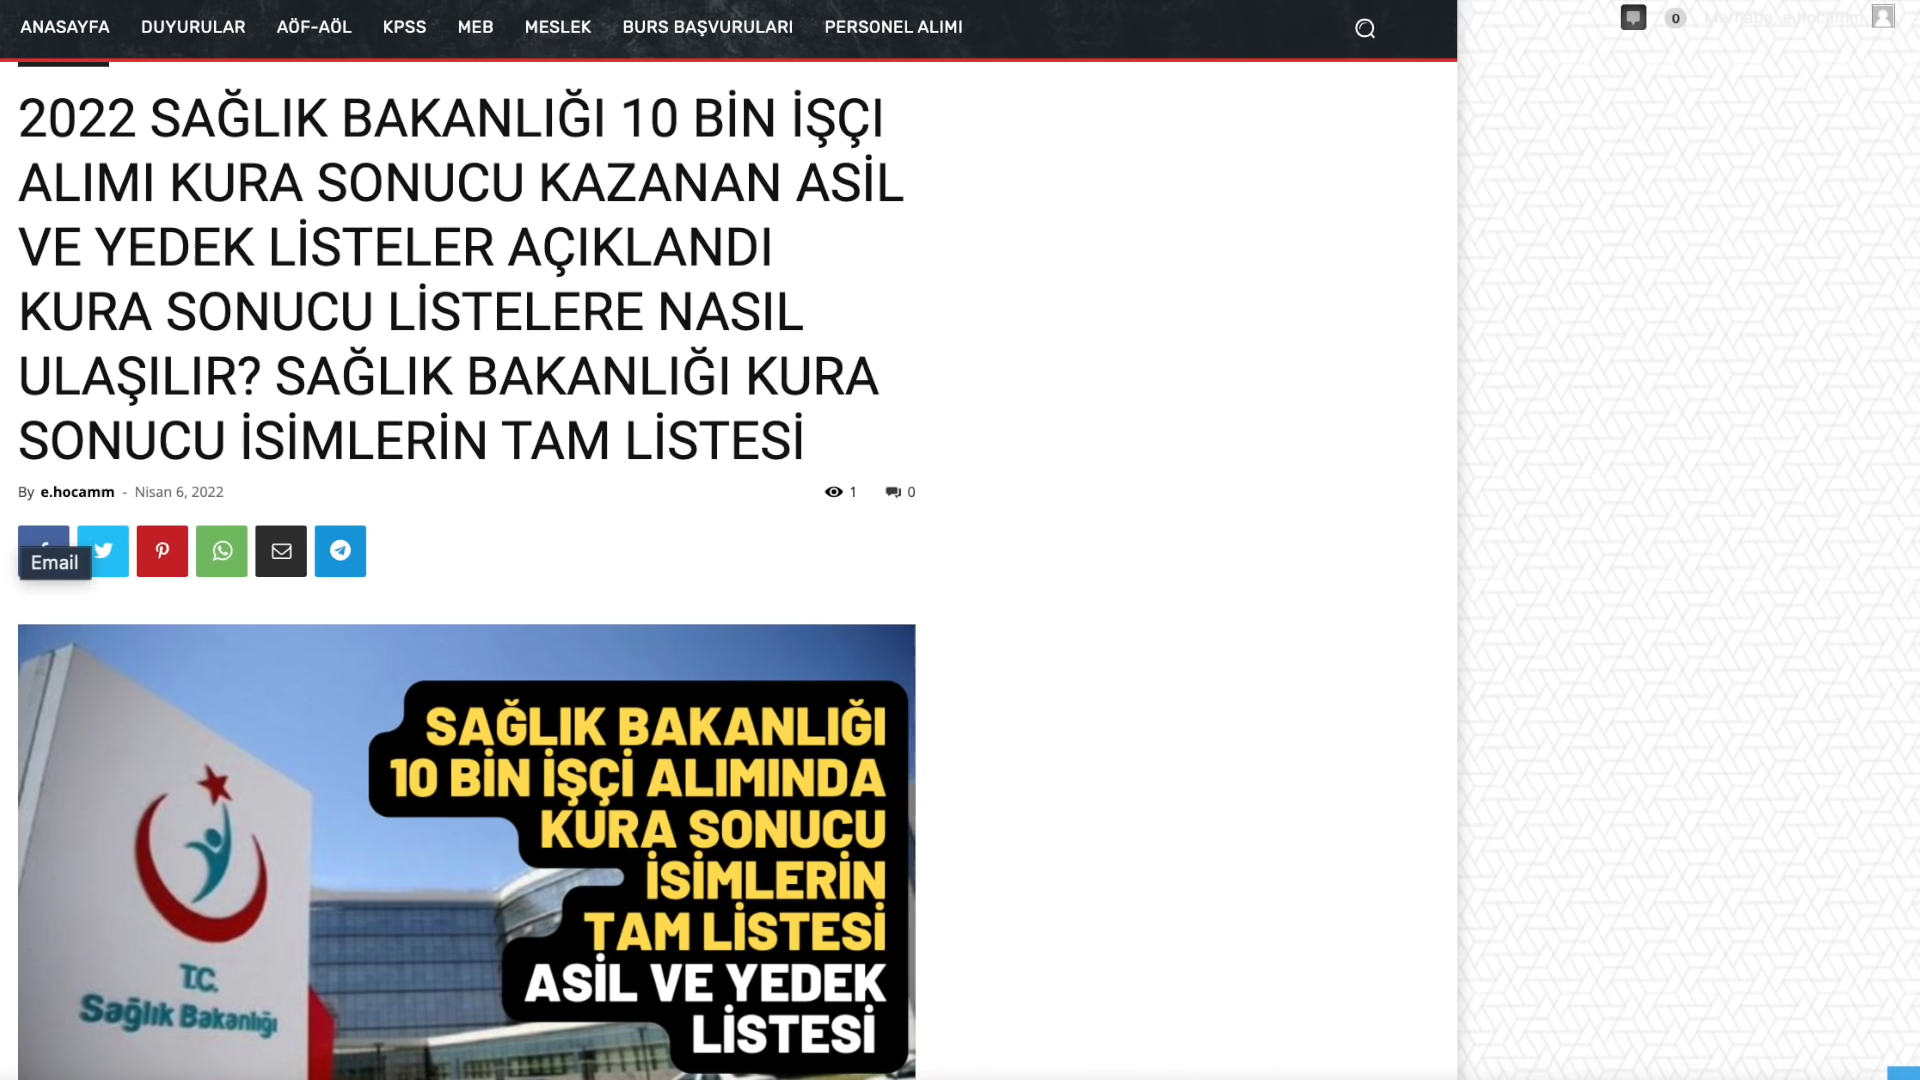 ANASAYFA DUYURULAR AÖF-AÖL KPSS MEB MESLEK BURS BAŞVURULARI PERSONEL ALIMI
0
2022 SAĞLIK BAKANLIĞI 10 BİN İŞÇI
ALIMI KURA SONUCU KAZANAN ASİL
VE YEDEK LİSTELER AÇIKLANDI
KURA SONUCU LİSTELERE NASIL
ULAŞILIR? SAĞLIK BAKANLIĞI KURA
SONUCU İSİMLERİN TAM LİSTESİ
By e.hocamm - Nisan 6, 2022 1 0
Email
SAĞLIK BAKANLIĞI
10 BİN İŞÇİ ALIMINDA
KURA SONUCU
İSİMLERİN
TAM LİSTESİ
ASİL VE YEDEK
LİSTESİ
T.C.
Sağlık Bakanlığı